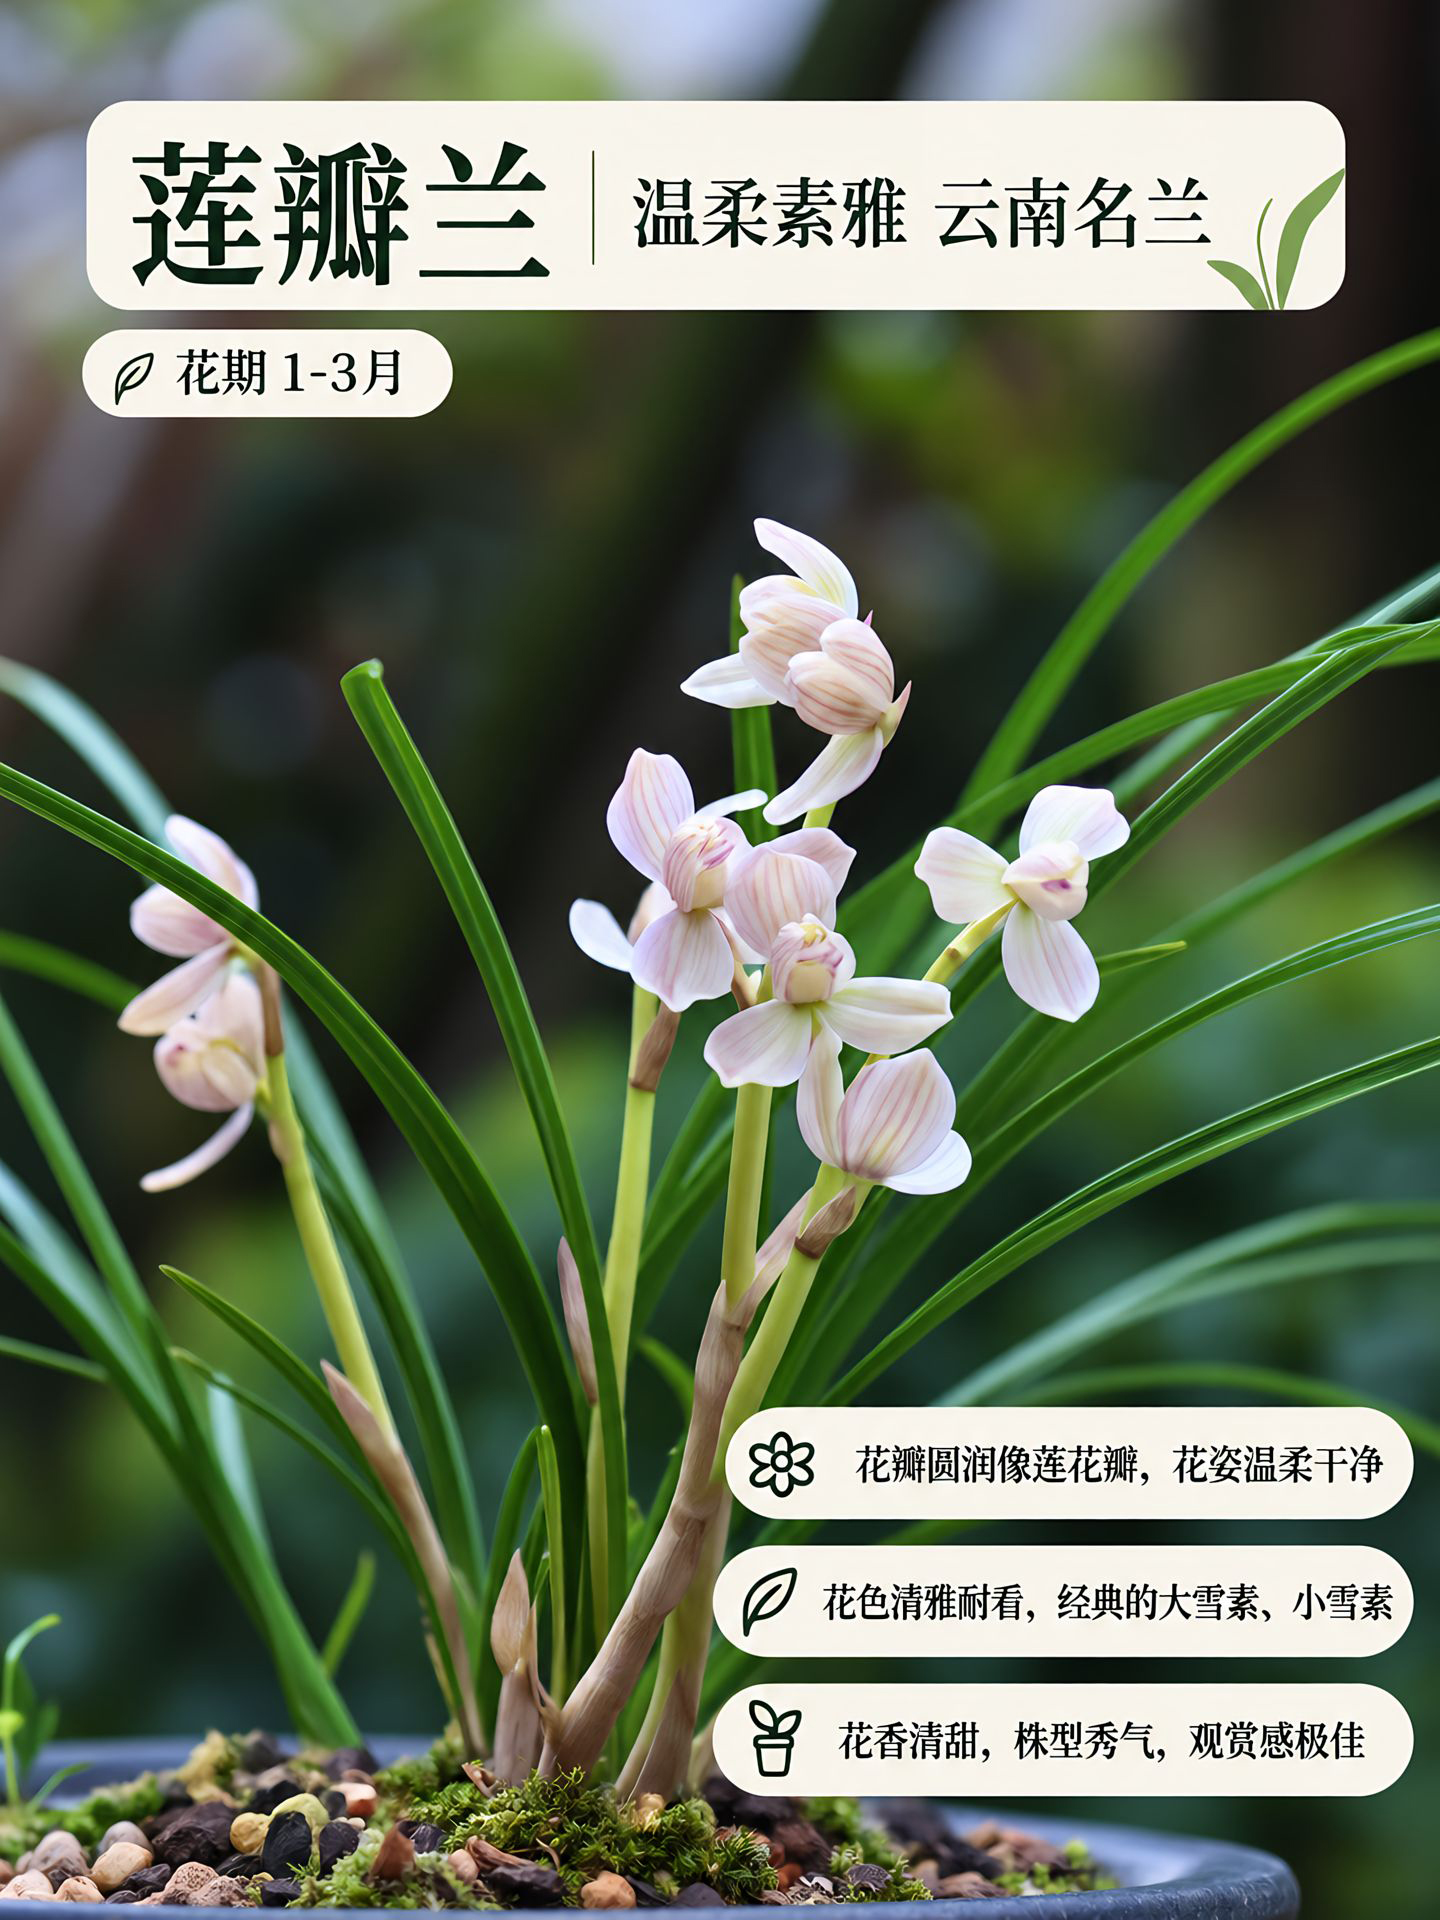 莲瓣兰
温柔素雅 云南名兰
花期 1-3月
花瓣圆润像莲花瓣，花姿温柔干净
花色清雅耐看，经典的大雪素、小雪素
花香清甜，株型秀气，观赏感极佳